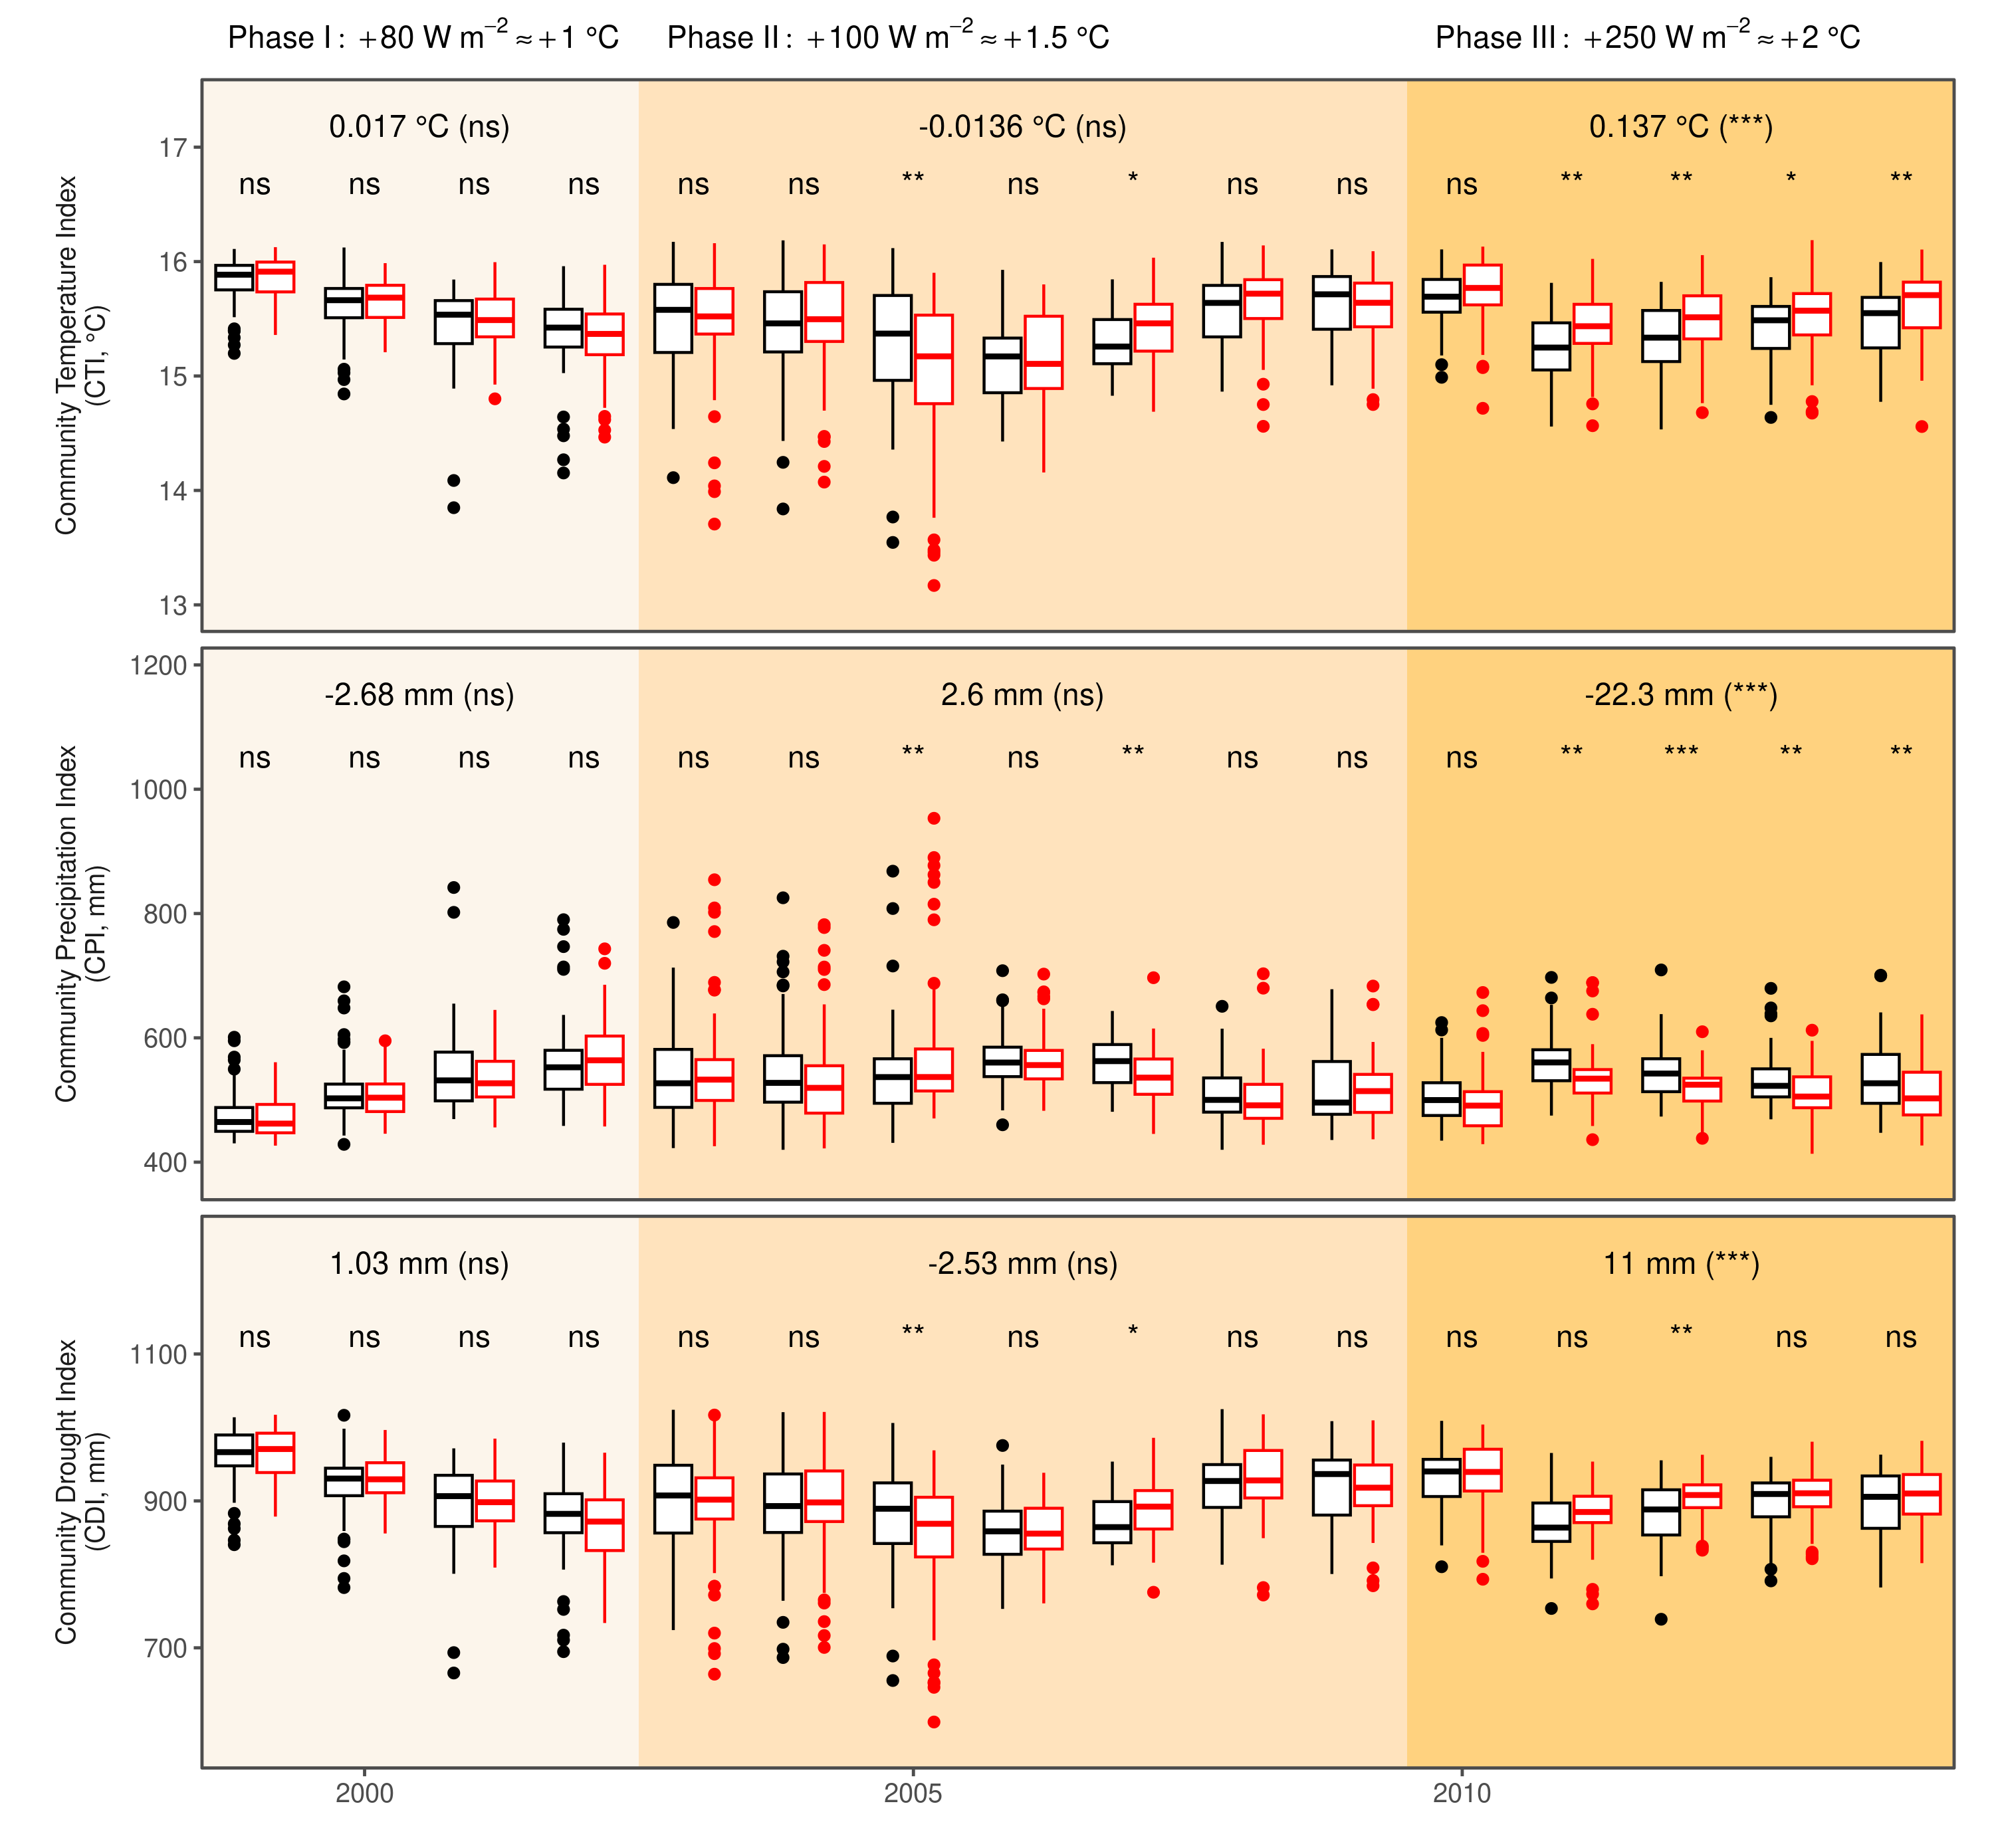 Phase I: +80 W m⁻² ≈ +1 °C Phase II: +100 W m⁻² ≈ +1.5 °C Phase III: +250 W m⁻² ≈ +2 °C
Community Temperature Index
(CTI, °C)
0.017 °C (ns) -0.0136 °C (ns) 0.137 °C (***)
17
ns ns ns ns ns ns ** ns * ns ns ns ** ** * **
16
15
14
13
Community Precipitation Index
(CPI, mm)
1200
-2.68 mm (ns) 2.6 mm (ns) -22.3 mm (***)
ns ns ns ns ns ns ** ns ** ns ns ns ** *** ** **
1000
800
600
400
Community Drought Index
(CDI, mm)
1.03 mm (ns) -2.53 mm (ns) 11 mm (***)
ns ns ns ns ns ns ** ns * ns ns ns ns ** ns ns
1100
900
700
2000 2005 2010